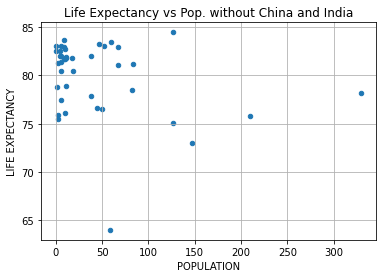 Life Expectancy vs Pop. without China and India
85
80
75
70
65
LIFE EXPECTANCY
0 50 100 150 200 250 300
POPULATION